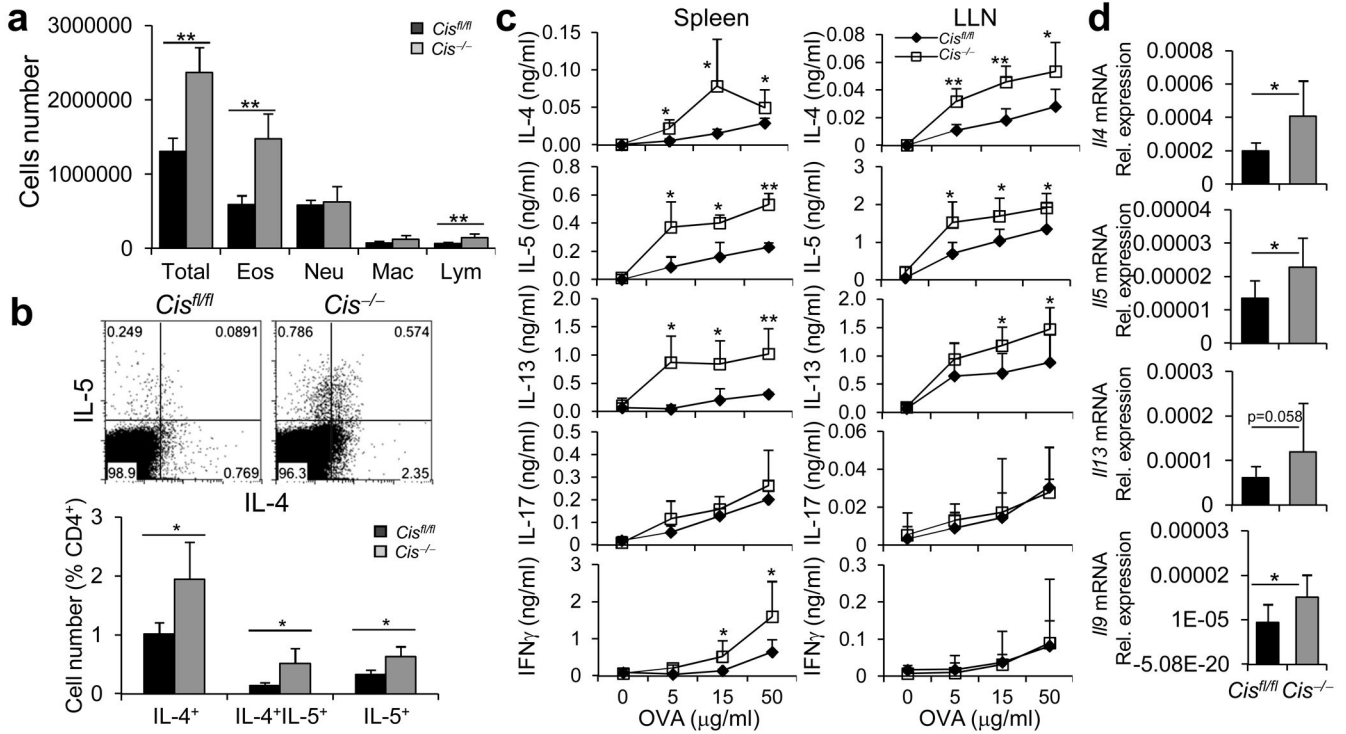 a
Cells number
3000000
2000000
1000000
0
**
**
**
Cis^fl/fl
Cis^–/–
Total Eos Neu Mac Lym
b
Cis^fl/fl Cis^–/–
0.249 0.0891 0.786 0.574
98.9 0.769 96.3 2.35
IL-5
IL-4
Cell number (% CD4⁺)
3
2
1
0
*
*
*
Cis^fl/fl
Cis^–/–
IL-4⁺ IL-4⁺IL-5⁺ IL-5⁺
c
Spleen LLN
IL-4 (ng/ml)
0.15
0.10
0.05
0.00
* * *
IL-4 (ng/ml)
0.08
0.06
0.04
0.02
0
Cis^fl/fl
Cis^–/–
** ** *
IL-5 (ng/ml)
0.8
0.6
0.4
0.2
0.0
* * **
IL-5 (ng/ml)
3
2
1
0
* * *
IL-13 (ng/ml)
2.0
1.5
1.0
0.5
0.0
* * **
IL-13 (ng/ml)
2.0
1.5
1.0
0.5
0.0
* *
IL-17 (ng/ml)
0.5
0.4
0.3
0.2
0.1
0
IL-17 (ng/ml)
0.06
0.04
0.02
0
IFNγ (ng/ml)
3
2
1
0
* *
IFNγ (ng/ml)
0.3
0.2
0.1
0
0 5 15 50
OVA (μg/ml)
0 5 15 50
OVA (μg/ml)
d
Il4 mRNA
Rel. expression
0.0008
0.0006
0.0004
0.0002
0
*
Il5 mRNA
Rel. expression
0.00004
0.00003
0.00002
0.00001
0
*
Il13 mRNA
Rel. expression
0.0003
0.0002
0.0001
0
p=0.058
Il9 mRNA
Rel. expression
0.00003
0.00002
1E-05
-5.08E-20
*
Cis^fl/fl Cis^–/–